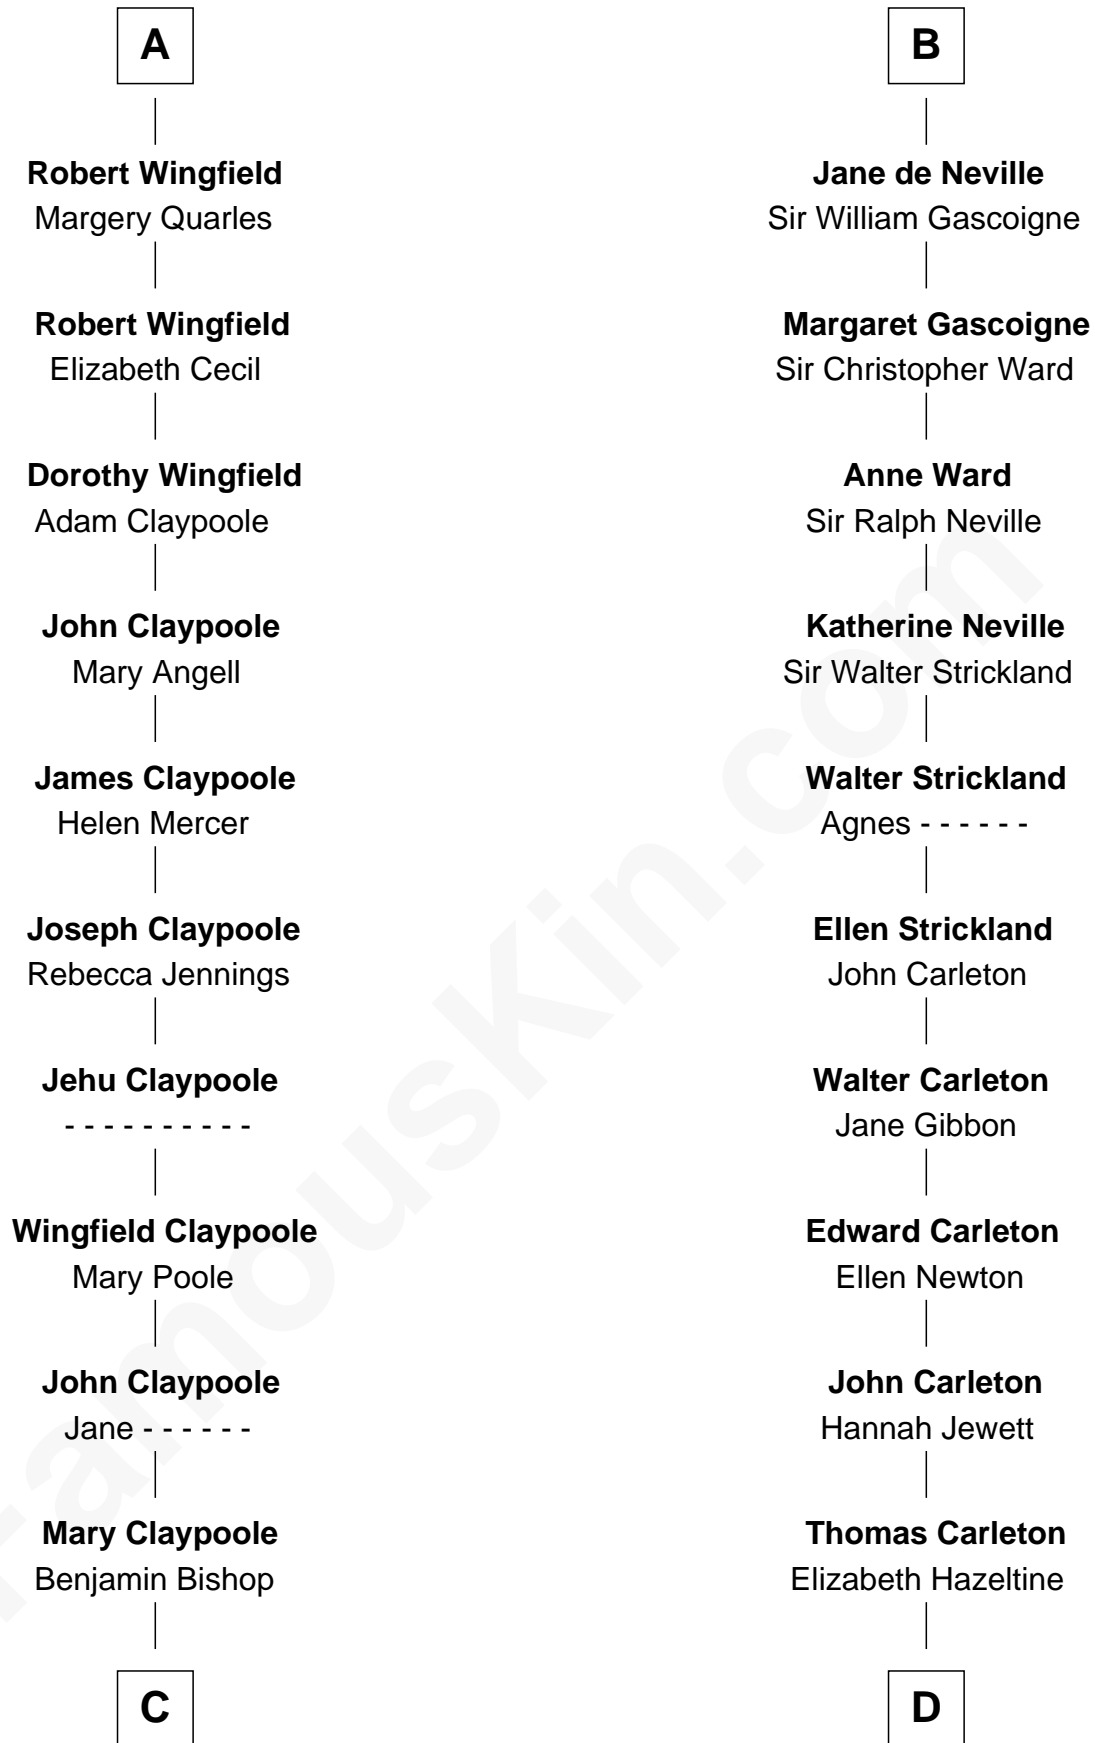 A
Robert Wingfield
Margery Quarles
Robert Wingfield
Elizabeth Cecil
Dorothy Wingfield
Adam Claypoole
John Claypoole
Mary Angell
James Claypoole
Helen Mercer
Joseph Claypoole
Rebecca Jennings
Jehu Claypoole
- - - - - - - - - -
Wingfield Claypoole
Mary Poole
John Claypoole
Jane - - - - - -
Mary Claypoole
Benjamin Bishop
C
B
Jane de Neville
Sir William Gascoigne
Margaret Gascoigne
Sir Christopher Ward
Anne Ward
Sir Ralph Neville
Katherine Neville
Sir Walter Strickland
Walter Strickland
Agnes - - - - - -
Ellen Strickland
John Carleton
Walter Carleton
Jane Gibbon
Edward Carleton
Ellen Newton
John Carleton
Hannah Jewett
Thomas Carleton
Elizabeth Hazeltine
D
FamousKin.com